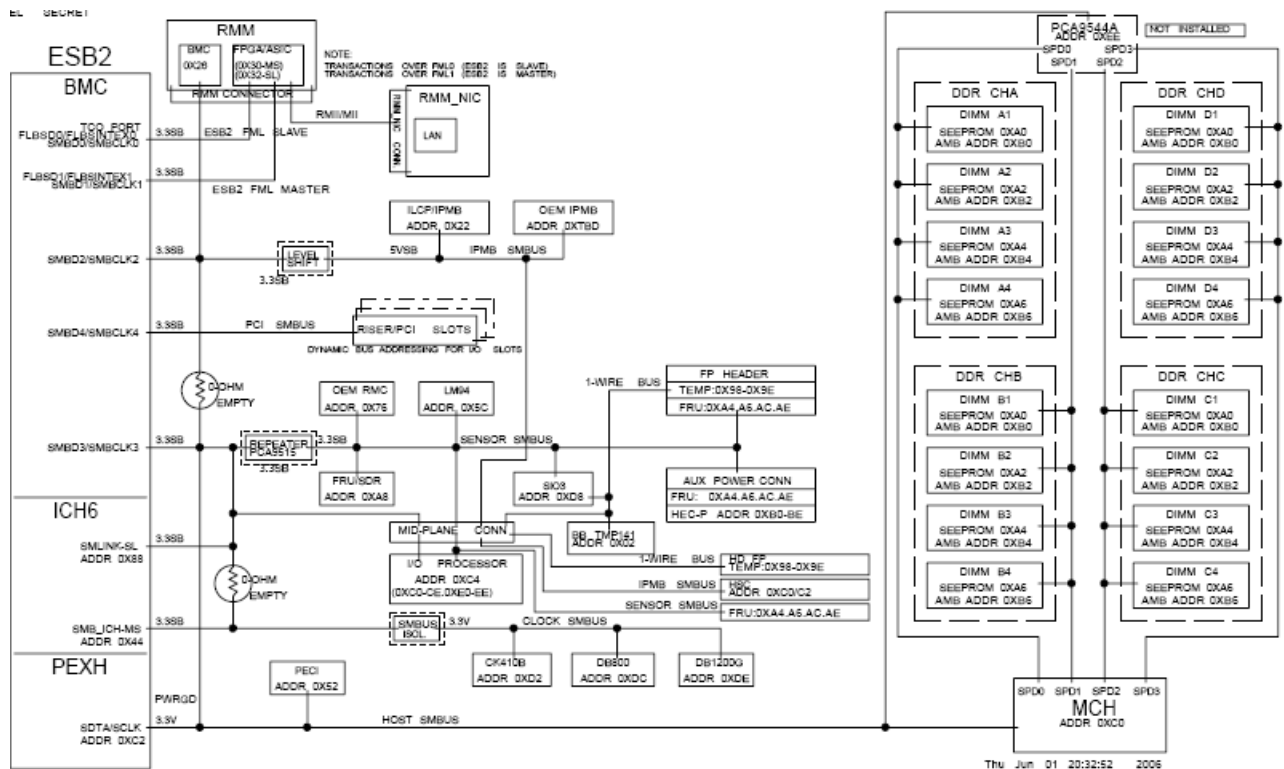 EL SECRET
ESB2
BMC
TCO PORT
FLBSD0/FLBSINTEX0
SMBD0/SMBCLK0
FLBSD1/FLBSINTEX1
SMBD1/SMBCLK1
SMBD2/SMBCLK2
SMBD4/SMBCLK4
SMBD3/SMBCLK3
ICH6
SMLINK-SL
ADDR 0X88
SMB_ICH-MS
ADDR 0X44
PEXH
SDTA/SCLK
ADDR 0XC2
RMM
BMC
0X26
FPGA/ASIC
(0X30-MS)
(0X32-SL)
RMM CONNECTOR
NOTE:
TRANSACTIONS OVER FML0 (ESB2 IS SLAVE)
TRANSACTIONS OVER FML1 (ESB2 IS MASTER)
RMII/MII
RMM_NIC CONN.
RMM_NIC
LAN
3.3SB
ESB2 FML SLAVE
3.3SB
ESB2 FML MASTER
3.3SB
LEVEL
SHIFT
3.3SB
5VSB
ILCP/IPMB
ADDR 0X22
IPMB SMBUS
OEM IPMB
ADDR 0XTBD
3.3SB
PCI SMBUS
RISER/PCI SLOTS
DYNAMIC BUS ADDRESSING FOR I/O SLOTS
0-OHM
EMPTY
OEM RMC
ADDR 0X76
LM94
ADDR 0X5C
1-WIRE BUS
FP HEADER
TEMP:0X98-0X9E
FRU:0XA4.A6.AC.AE
3.3SB
REPEATER
PCA9515
3.3SB
3.3SB
SENSOR SMBUS
FRU/SDR
ADDR 0XA8
SIO3
ADDR 0XD8
AUX POWER CONN
FRU: 0XA4.A6.AC.AE
HEC-P ADDR 0XB0-BE
MID-PLANE CONN
BB TMP141
ADDR 0X02
3.3SB
I/O PROCESSOR
ADDR 0XC4
(0XC0-CE.0XE0-EE)
1-WIRE BUS
HD FP
TEMP:0X98-0X9E
IPMB SMBUS
HSC
ADDR 0XC0/C2
SENSOR SMBUS
FRU:0XA4.A6.AC.AE
0-OHM
EMPTY
3.3SB
SMBUS
ISOL.
3.3V
CLOCK SMBUS
CK410B
ADDR 0XD2
DB800
ADDR 0XDC
DB1200G
ADDR 0XDE
PECI
ADDR 0X52
PWRGD
3.3V
HOST SMBUS
PCA9544A
ADDR 0XEE
SPD0
SPD3
SPD1
SPD2
NOT INSTALLED
DDR CHA
DIMM A1
SEEPROM 0XA0
AMB ADDR 0XB0
DIMM A2
SEEPROM 0XA2
AMB ADDR 0XB2
DIMM A3
SEEPROM 0XA4
AMB ADDR 0XB4
DIMM A4
SEEPROM 0XA6
AMB ADDR 0XB6
DDR CHD
DIMM D1
SEEPROM 0XA0
AMB ADDR 0XB0
DIMM D2
SEEPROM 0XA2
AMB ADDR 0XB2
DIMM D3
SEEPROM 0XA4
AMB ADDR 0XB4
DIMM D4
SEEPROM 0XA6
AMB ADDR 0XB6
DDR CHB
DIMM B1
SEEPROM 0XA0
AMB ADDR 0XB0
DIMM B2
SEEPROM 0XA2
AMB ADDR 0XB2
DIMM B3
SEEPROM 0XA4
AMB ADDR 0XB4
DIMM B4
SEEPROM 0XA6
AMB ADDR 0XB6
DDR CHC
DIMM C1
SEEPROM 0XA0
AMB ADDR 0XB0
DIMM C2
SEEPROM 0XA2
AMB ADDR 0XB2
DIMM C3
SEEPROM 0XA4
AMB ADDR 0XB4
DIMM C4
SEEPROM 0XA6
AMB ADDR 0XB6
SPD0 SPD1 SPD2 SPD3
MCH
ADDR 0XC0
Thu Jun 01 20:32:52 2006